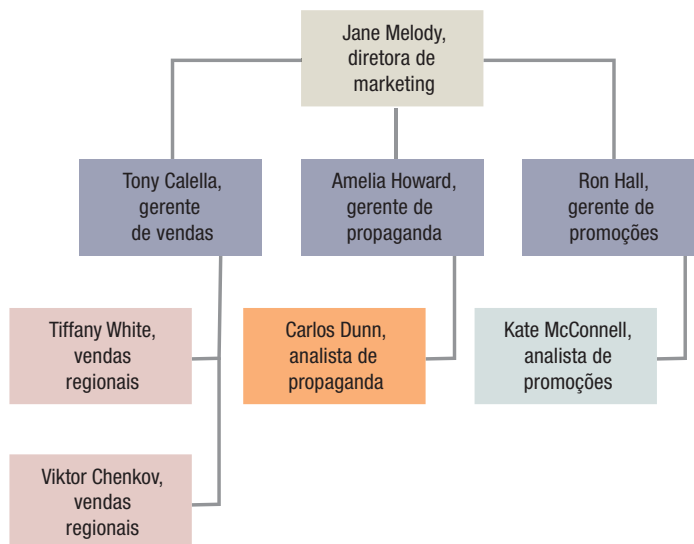 Jane Melody,
diretora de
marketing
Tony Calella,
gerente
de vendas
Amelia Howard,
gerente de
propaganda
Ron Hall,
gerente de
promoções
Tiffany White,
vendas
regionais
Carlos Dunn,
analista de
propaganda
Kate McConnell,
analista de
promoções
Viktor Chenkov,
vendas
regionais